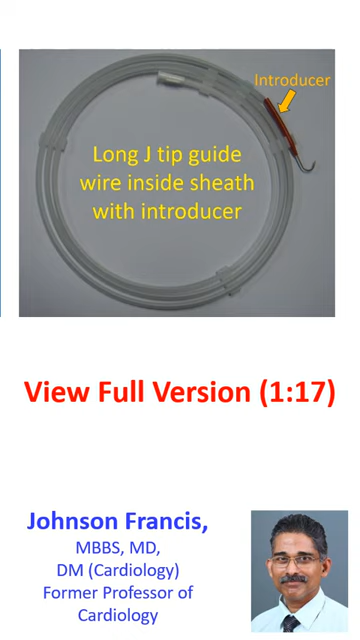 Introducer
Long J tip guide
wire inside sheath
with introducer
View Full Version (1:17)
Johnson Francis,
MBBS, MD,
DM (Cardiology)
Former Professor of
Cardiology